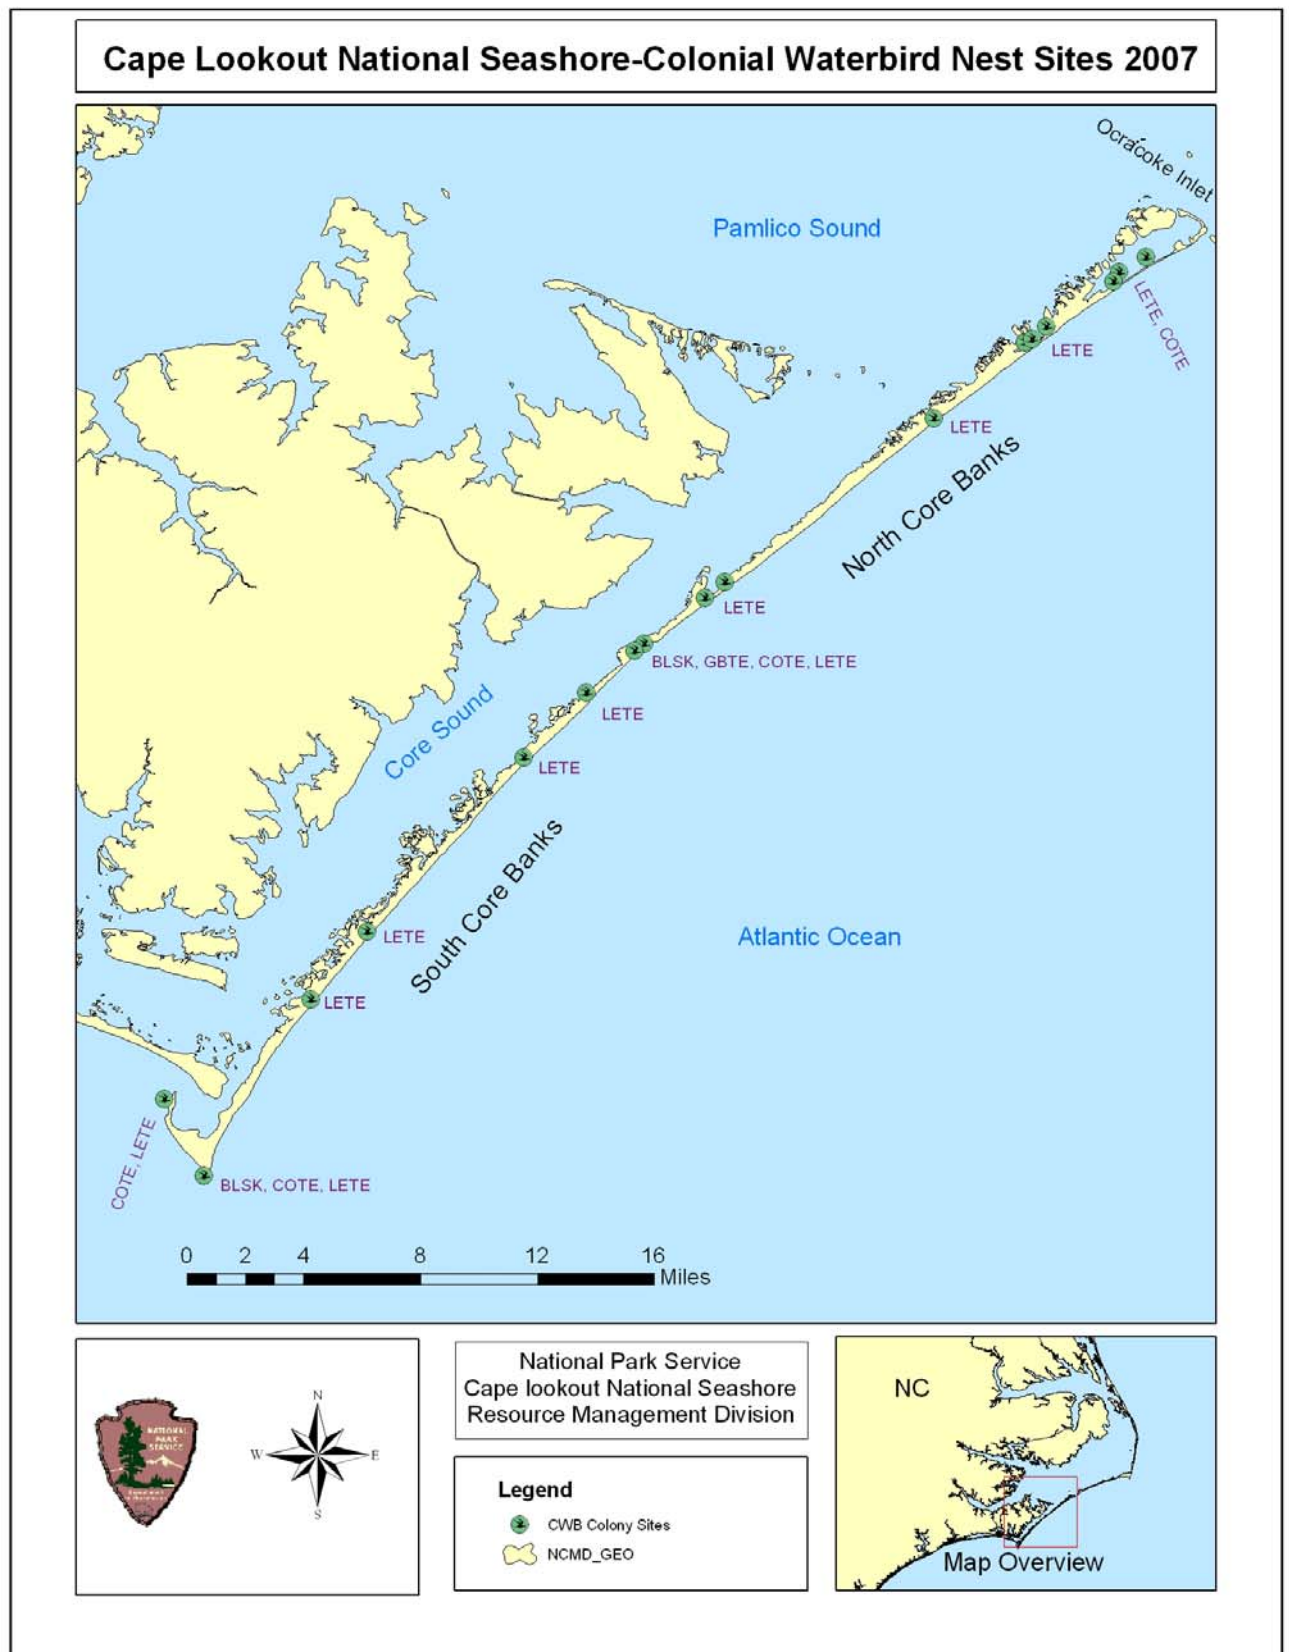 Cape Lookout National Seashore-Colonial Waterbird Nest Sites 2007
Ocracoke Inlet
Pamlico Sound
LETE, COTE
LETE
LETE
North Core Banks
LETE
BLSK, GBTE, COTE, LETE
LETE
Core Sound
LETE
South Core Banks
LETE
Atlantic Ocean
LETE
COTE, LETE
BLSK, COTE, LETE
0 2 4 8 12 16
Miles
NATIONAL
PARK
SERVICE
N
W E
S
National Park Service
Cape lookout National Seashore
Resource Management Division
Legend
CWB Colony Sites
NCMD_GEO
NC
Map Overview